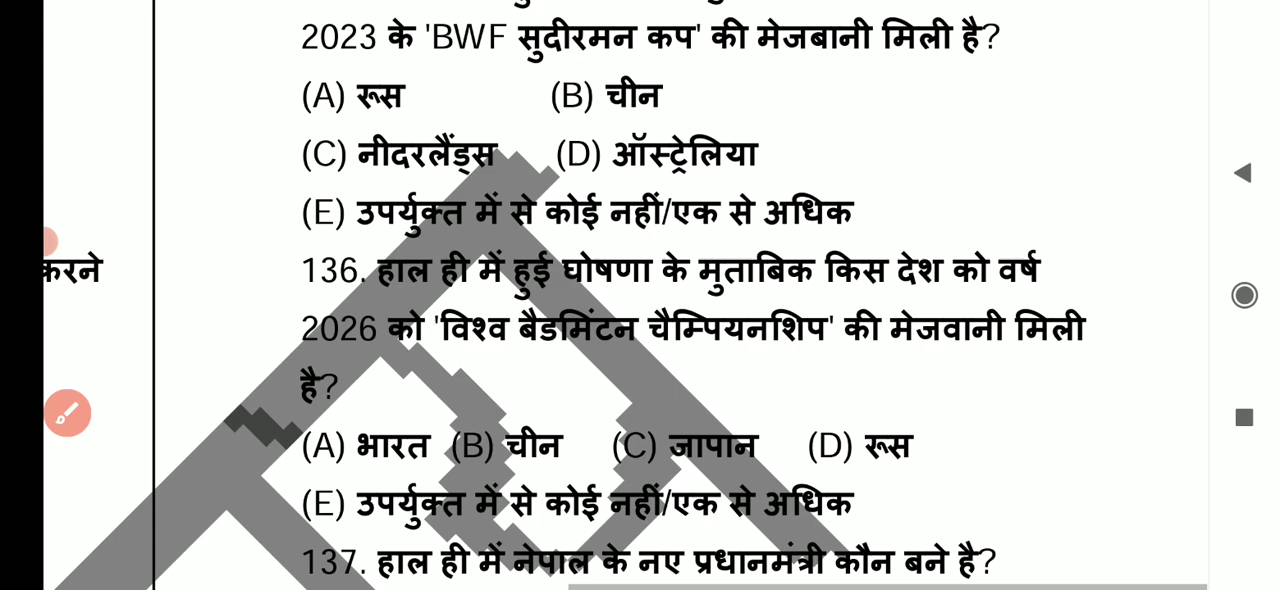 2023 के 'BWF सुदीरमन कप' की मेजबानी मिली है?
(A) रूस (B) चीन
(C) नीदरलैंड्स (D) ऑस्ट्रेलिया
(E) उपर्युक्त में से कोई नहीं/एक से अधिक
करने
136. हाल ही में हुई घोषणा के मुताबिक किस देश को वर्ष
2026 को 'विश्व बैडमिंटन चैम्पियनशिप' की मेजवानी मिली
है?
(A) भारत (B) चीन (C) जापान (D) रूस
(E) उपर्युक्त में से कोई नहीं/एक से अधिक
137. हाल ही में नेपाल के नए प्रधानमंत्री कौन बने है?